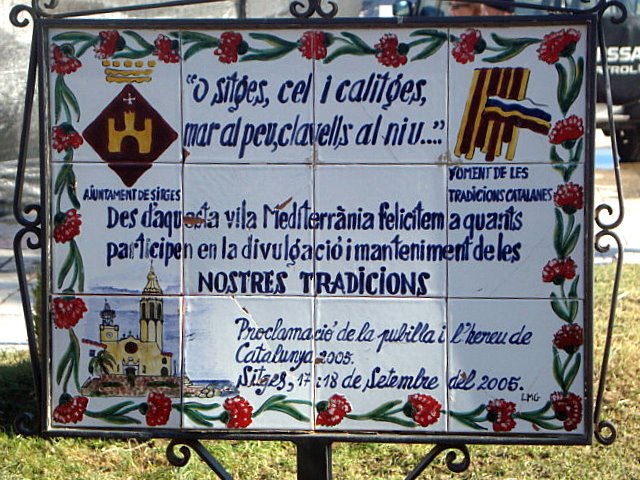 "O sitges, cel i calitges,
mar al peu, clavells al niu..."
AJUNTAMENT DE SITGES
FOMENT DE LES
TRADICIONS CATALANES
Des d'aquesta vila Mediterrània felicitem a quants
participen en la divulgació i manteniment de les
NOSTRES TRADICIONS
Proclamació de la pubilla i l'hereu de
Catalunya 2005.
Sitges, 17 i 18 de Setembre del 2005.
LMG
PATROL